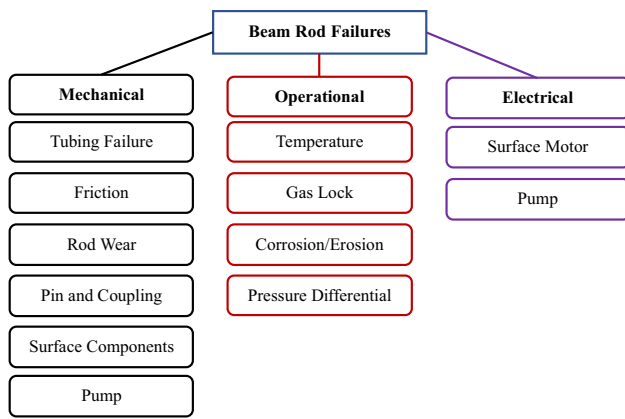 Beam Rod Failures
Mechanical
Tubing Failure
Friction
Rod Wear
Pin and Coupling
Surface Components
Pump
Operational
Temperature
Gas Lock
Corrosion/Erosion
Pressure Differential
Electrical
Surface Motor
Pump